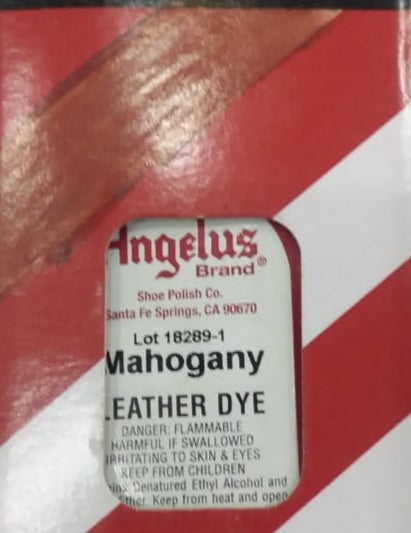 Angelus
Brand®
Shoe Polish Co.
Santa Fe Springs, CA 90670
Lot 18289-1
Mahogany
LEATHER DYE
DANGER: FLAMMABLE
HARMFUL IF SWALLOWED
IRRITATING TO SKIN & EYES
KEEP FROM CHILDREN
Denatured Ethyl Alcohol and
Keep from heat and open